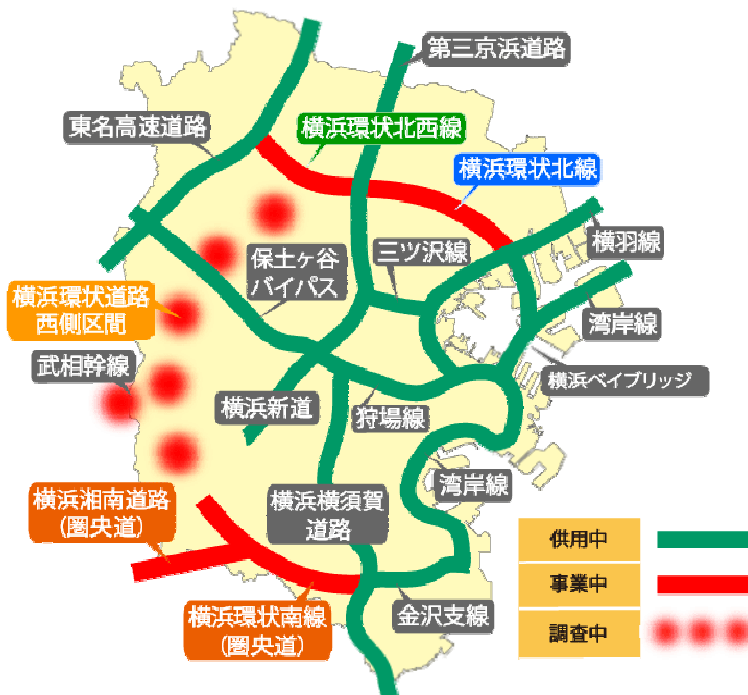 第三京浜道路
東名高速道路
横浜環状北西線
横浜環状北線
横羽線
三ツ沢線
保土ヶ谷
バイパス
横浜環状道路
西側区間
湾岸線
武相幹線
横浜ベイブリッジ
横浜新道
狩場線
湾岸線
横浜湘南道路
(圏央道)
横浜横須賀
道路
横浜環状南線
(圏央道)
金沢支線
供用中
事業中
調査中